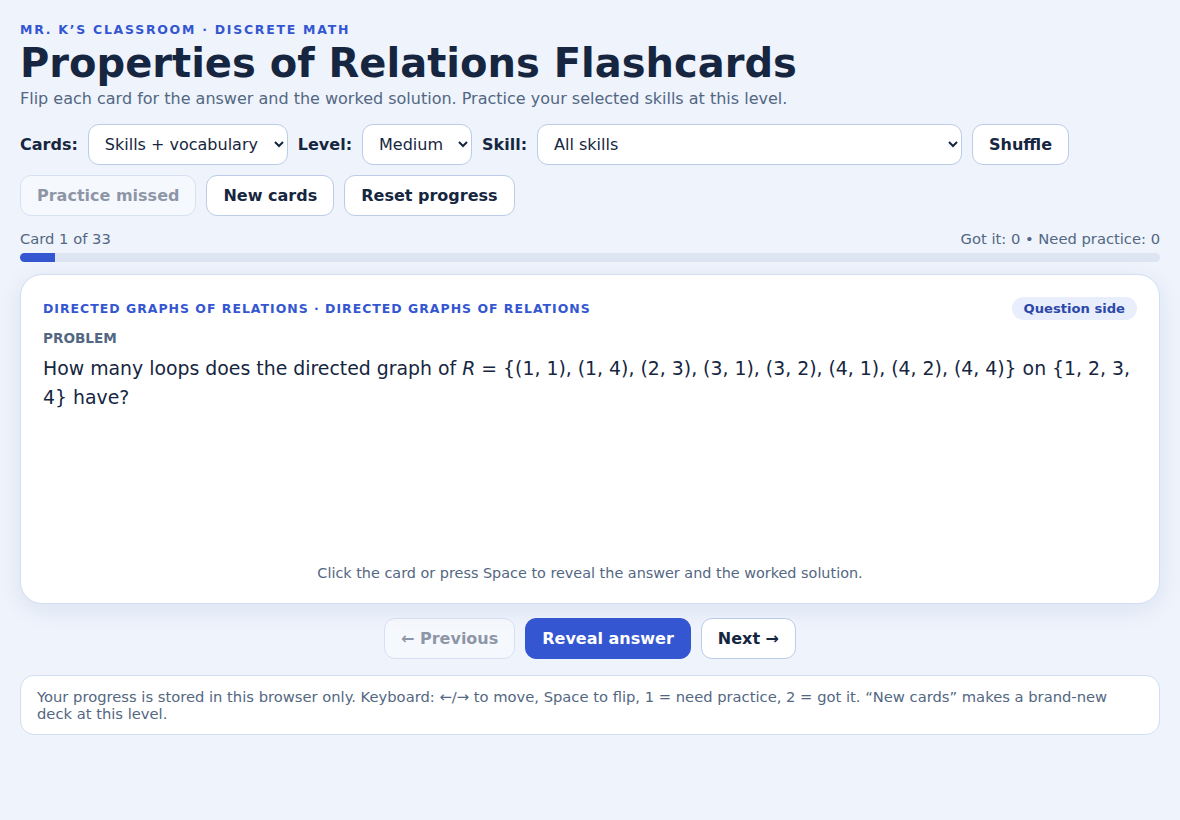 MR. K’S CLASSROOM · DISCRETE MATH
Properties of Relations Flashcards
Flip each card for the answer and the worked solution. Practice your selected skills at this level.
Cards: Skills + vocabulary Level: Medium Skill: All skills Shuffle
Practice missed New cards Reset progress
Card 1 of 33 Got it: 0 • Need practice: 0
DIRECTED GRAPHS OF RELATIONS · DIRECTED GRAPHS OF RELATIONS Question side
PROBLEM
How many loops does the directed graph of R = {(1, 1), (1, 4), (2, 3), (3, 1), (3, 2), (4, 1), (4, 2), (4, 4)} on {1, 2, 3,
4} have?
Click the card or press Space to reveal the answer and the worked solution.
← Previous Reveal answer Next →
Your progress is stored in this browser only. Keyboard: ←/→ to move, Space to flip, 1 = need practice, 2 = got it. “New cards” makes a brand-new
deck at this level.